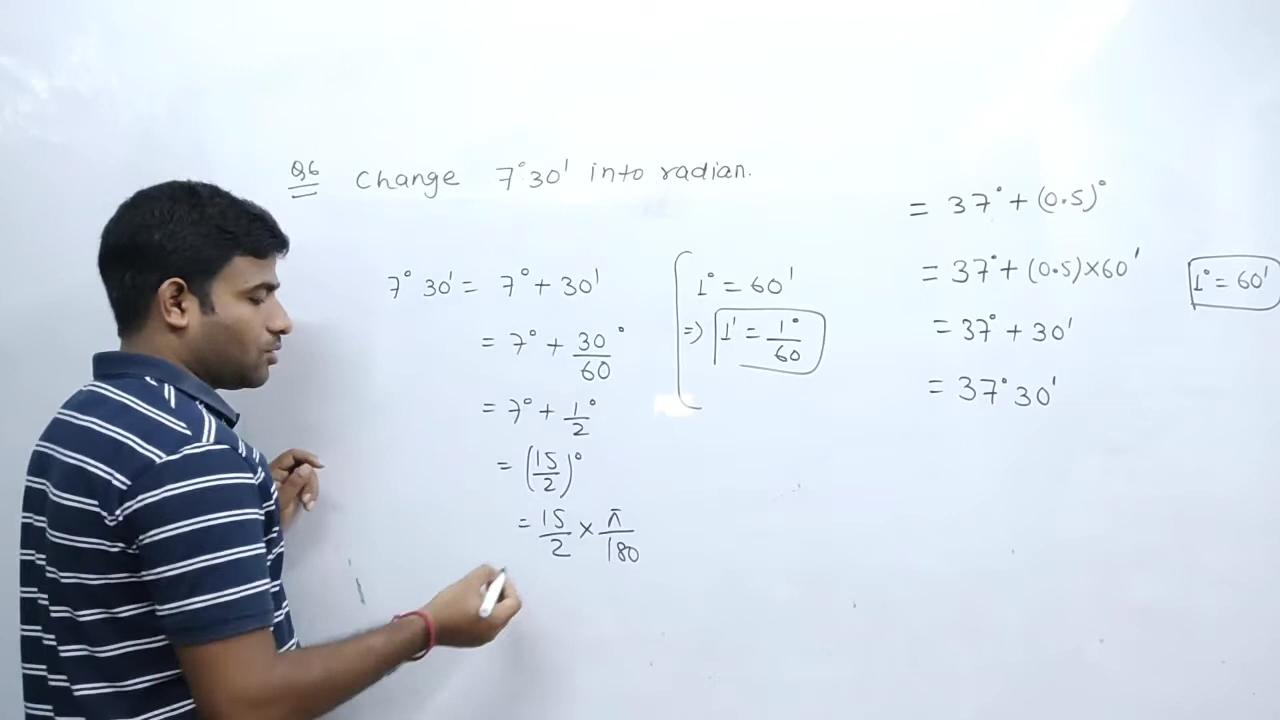 Q6 Change 7°30' into radian.
7° 30' = 7° + 30'
= 7° + 30/60 °
= 7° + 1/2 °
= (15/2)°
= 15/2 × π/180
1° = 60'
=> 1' = 1°/60
= 37° + (0.5)°
= 37° + (0.5)×60'
= 37° + 30'
= 37° 30'
1° = 60'